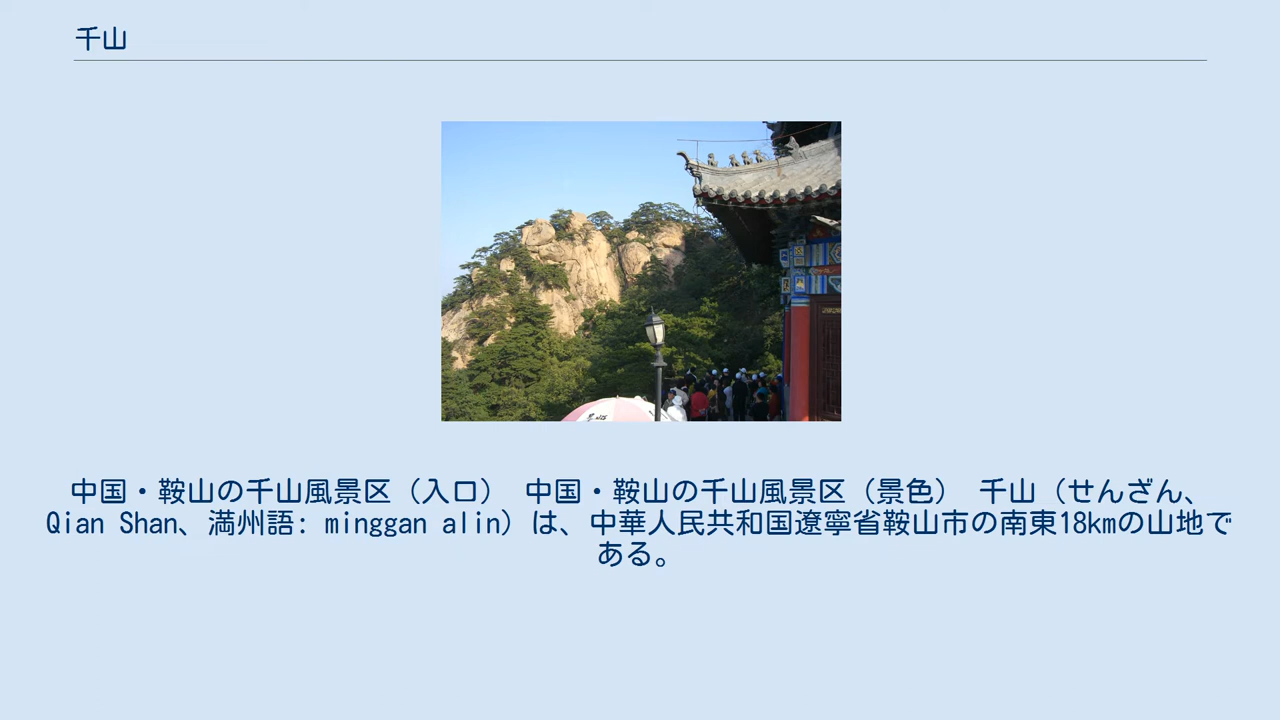 千山
中国・鞍山の千山風景区（入口） 中国・鞍山の千山風景区（景色） 千山（せんざん、
Qian Shan、満州語: minggan alin）は、中華人民共和国遼寧省鞍山市の南東18kmの山地で
ある。